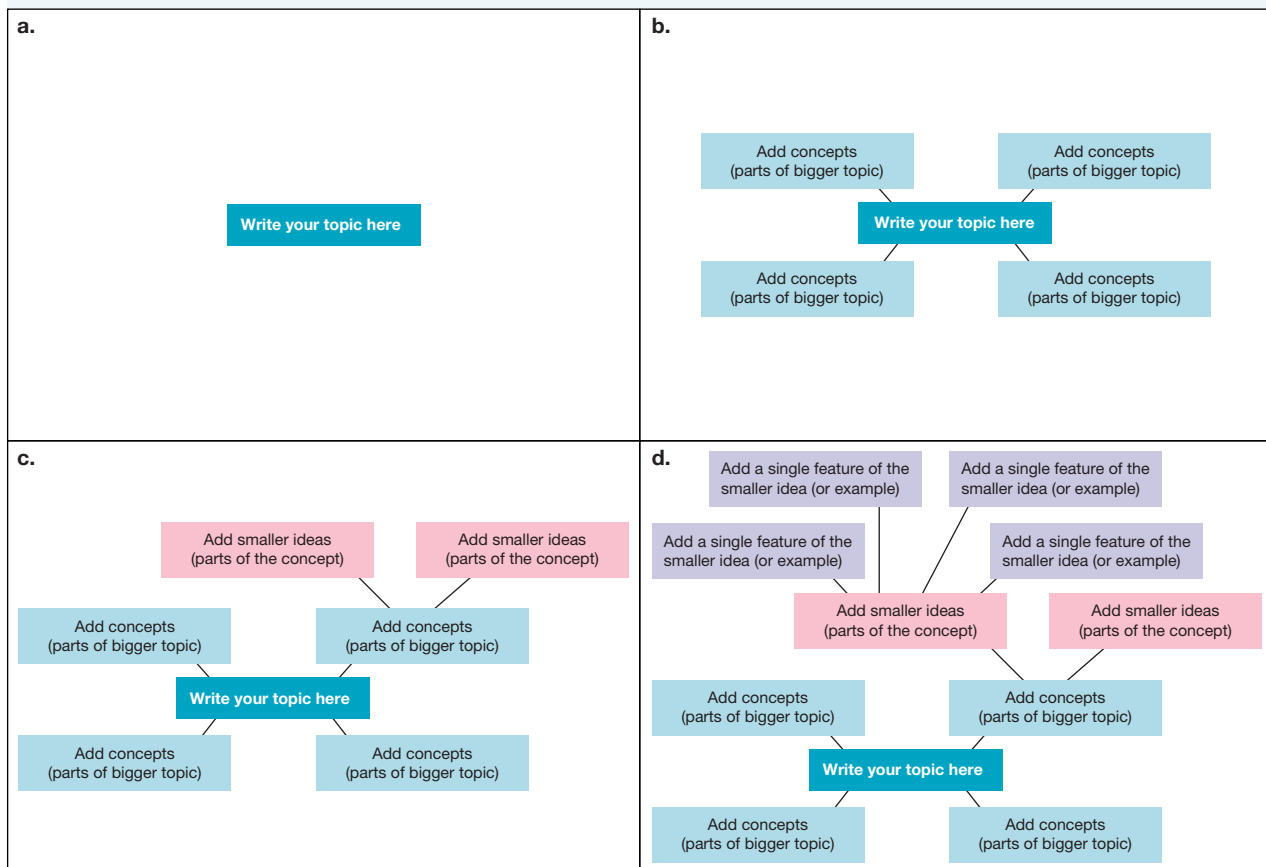 a.
Write your topic here
b.
Add concepts
(parts of bigger topic)
Add concepts
(parts of bigger topic)
Write your topic here
Add concepts
(parts of bigger topic)
Add concepts
(parts of bigger topic)
c.
Add smaller ideas
(parts of the concept)
Add smaller ideas
(parts of the concept)
Add concepts
(parts of bigger topic)
Add concepts
(parts of bigger topic)
Write your topic here
Add concepts
(parts of bigger topic)
Add concepts
(parts of bigger topic)
d.
Add a single feature of the
smaller idea (or example)
Add a single feature of the
smaller idea (or example)
Add a single feature of the
smaller idea (or example)
Add a single feature of the
smaller idea (or example)
Add smaller ideas
(parts of the concept)
Add smaller ideas
(parts of the concept)
Add concepts
(parts of bigger topic)
Add concepts
(parts of bigger topic)
Write your topic here
Add concepts
(parts of bigger topic)
Add concepts
(parts of bigger topic)